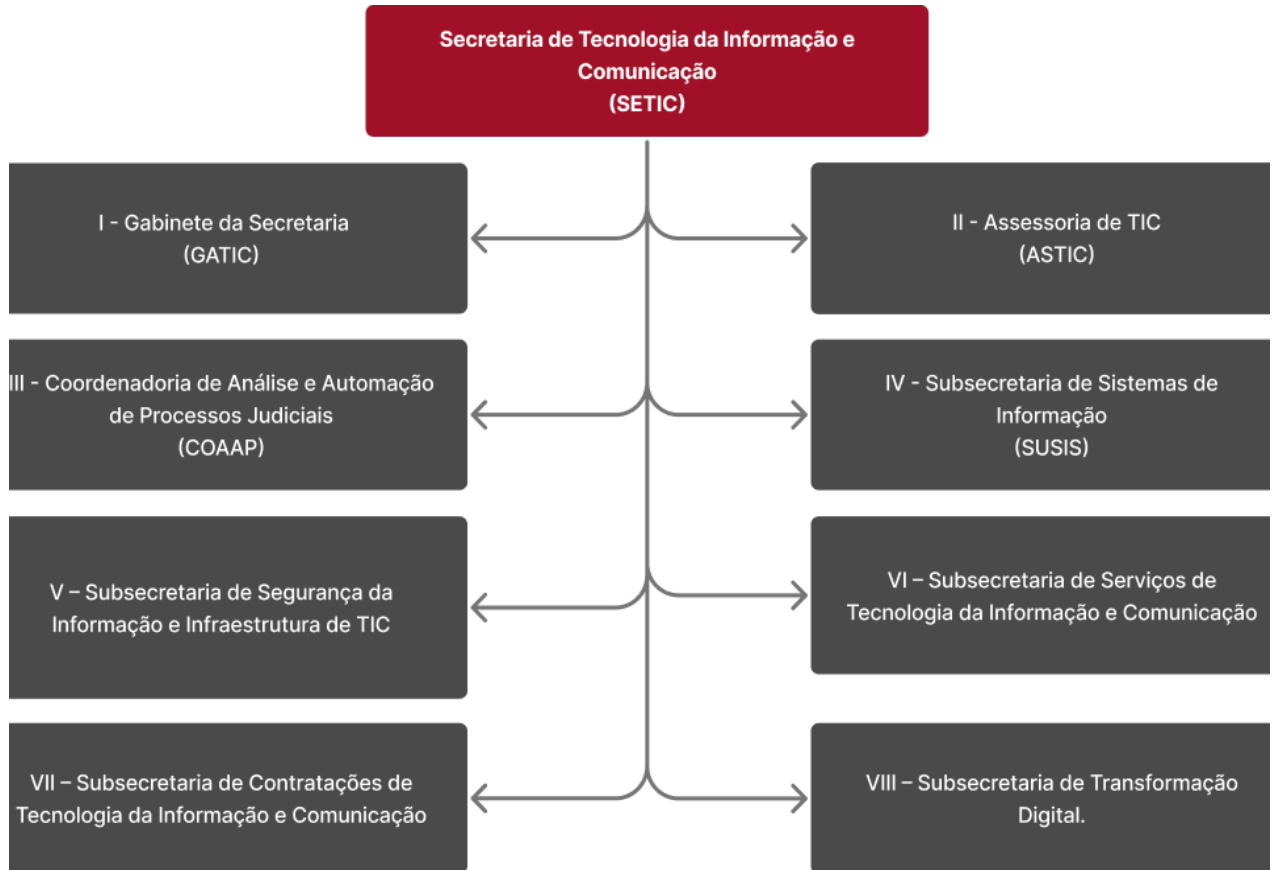 Secretaria de Tecnologia da Informação e
Comunicação
(SETIC)
I - Gabinete da Secretaria
(GATIC)
II - Assessoria de TIC
(ASTIC)
III - Coordenadoria de Análise e Automação
de Processos Judiciais
(COAAP)
IV - Subsecretaria de Sistemas de
Informação
(SUSIS)
V – Subsecretaria de Segurança da
Informação e Infraestrutura de TIC
VI – Subsecretaria de Serviços de
Tecnologia da Informação e Comunicação
VII – Subsecretaria de Contratações de
Tecnologia da Informação e Comunicação
VIII – Subsecretaria de Transformação
Digital.